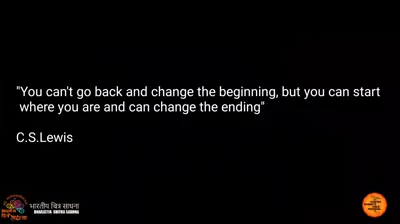 "You can't go back and change the beginning, but you can start
where you are and can change the ending"
C.S.Lewis
भारतीय चित्र साधना
BHARATIYA CHITRA SADHNA